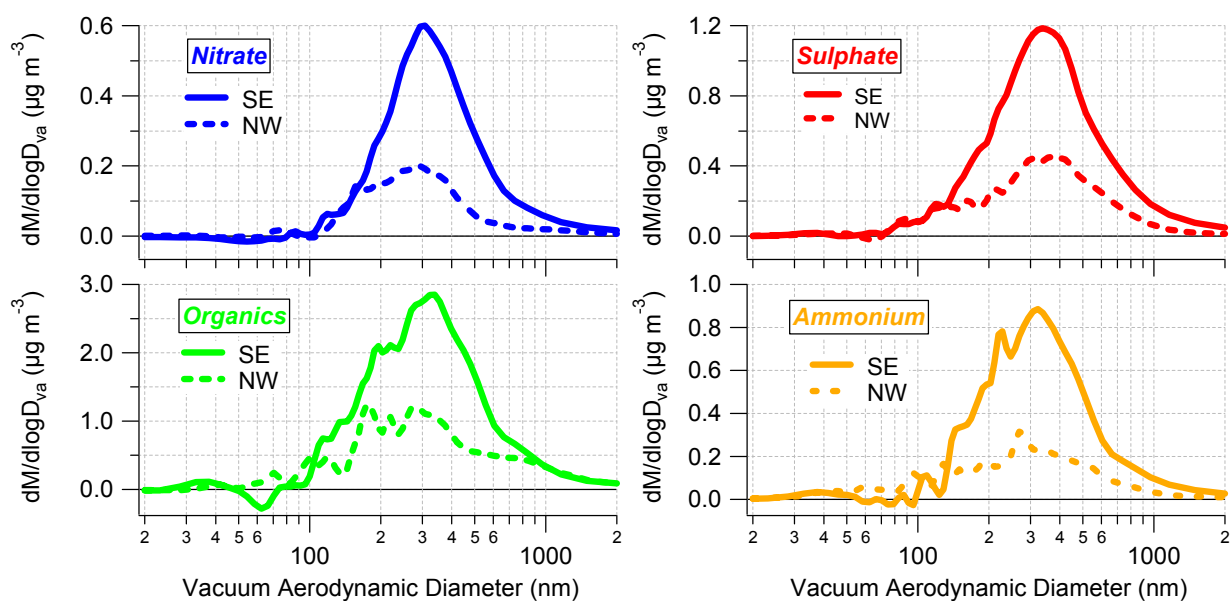 Nitrate
SE
NW
dM/dlogDva (µg m-3)
0.6
0.4
0.2
0.0
Sulphate
SE
NW
dM/dlogDva (µg m-3)
1.2
0.8
0.4
0.0
Organics
SE
NW
dM/dlogDva (µg m-3)
3.0
2.0
1.0
0.0
2 3 4 5 6 100 2 3 4 5 6 1000 2
Vacuum Aerodynamic Diameter (nm)
Ammonium
SE
NW
dM/dlogDva (µg m-3)
1.0
0.8
0.6
0.4
0.2
0.0
2 3 4 5 6 100 2 3 4 5 6 1000 2
Vacuum Aerodynamic Diameter (nm)